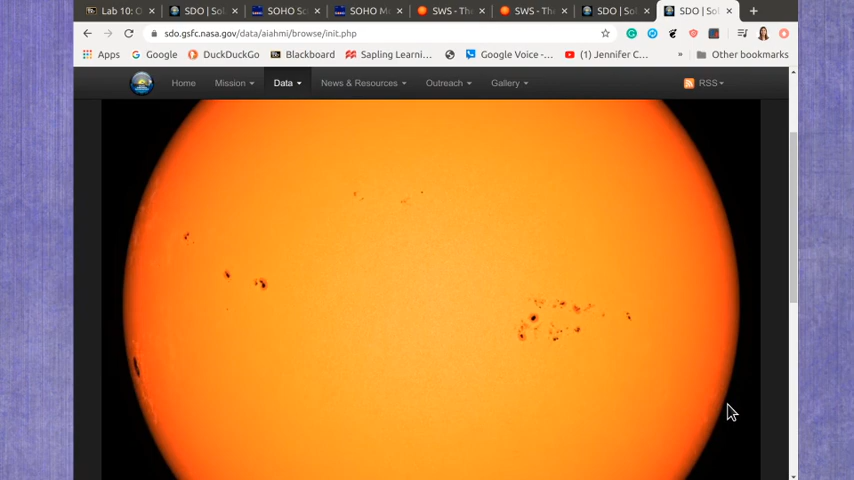 Lab 10: O
SDO | Sol
SOHO Sc
SOHO M
SWS - The
SWS - The
SDO | Sol
SDO | Sol
sdo.gsfc.nasa.gov/data/aiahmi/browse/init.php
Apps Google DuckDuckGo Blackboard Sapling Learni... Google Voice -... (1) Jennifer C... » Other bookmarks
Home Mission Data News & Resources Outreach Gallery RSS